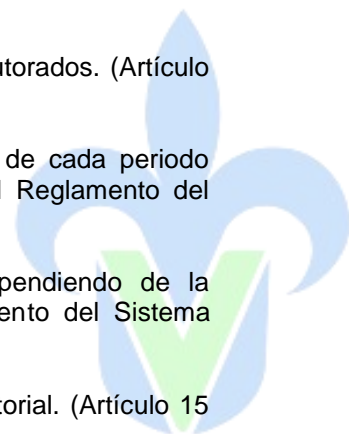 utorados. (Artículo
de cada periodo
l Reglamento del
pendiendo de la
ento del Sistema
torial. (Artículo 15